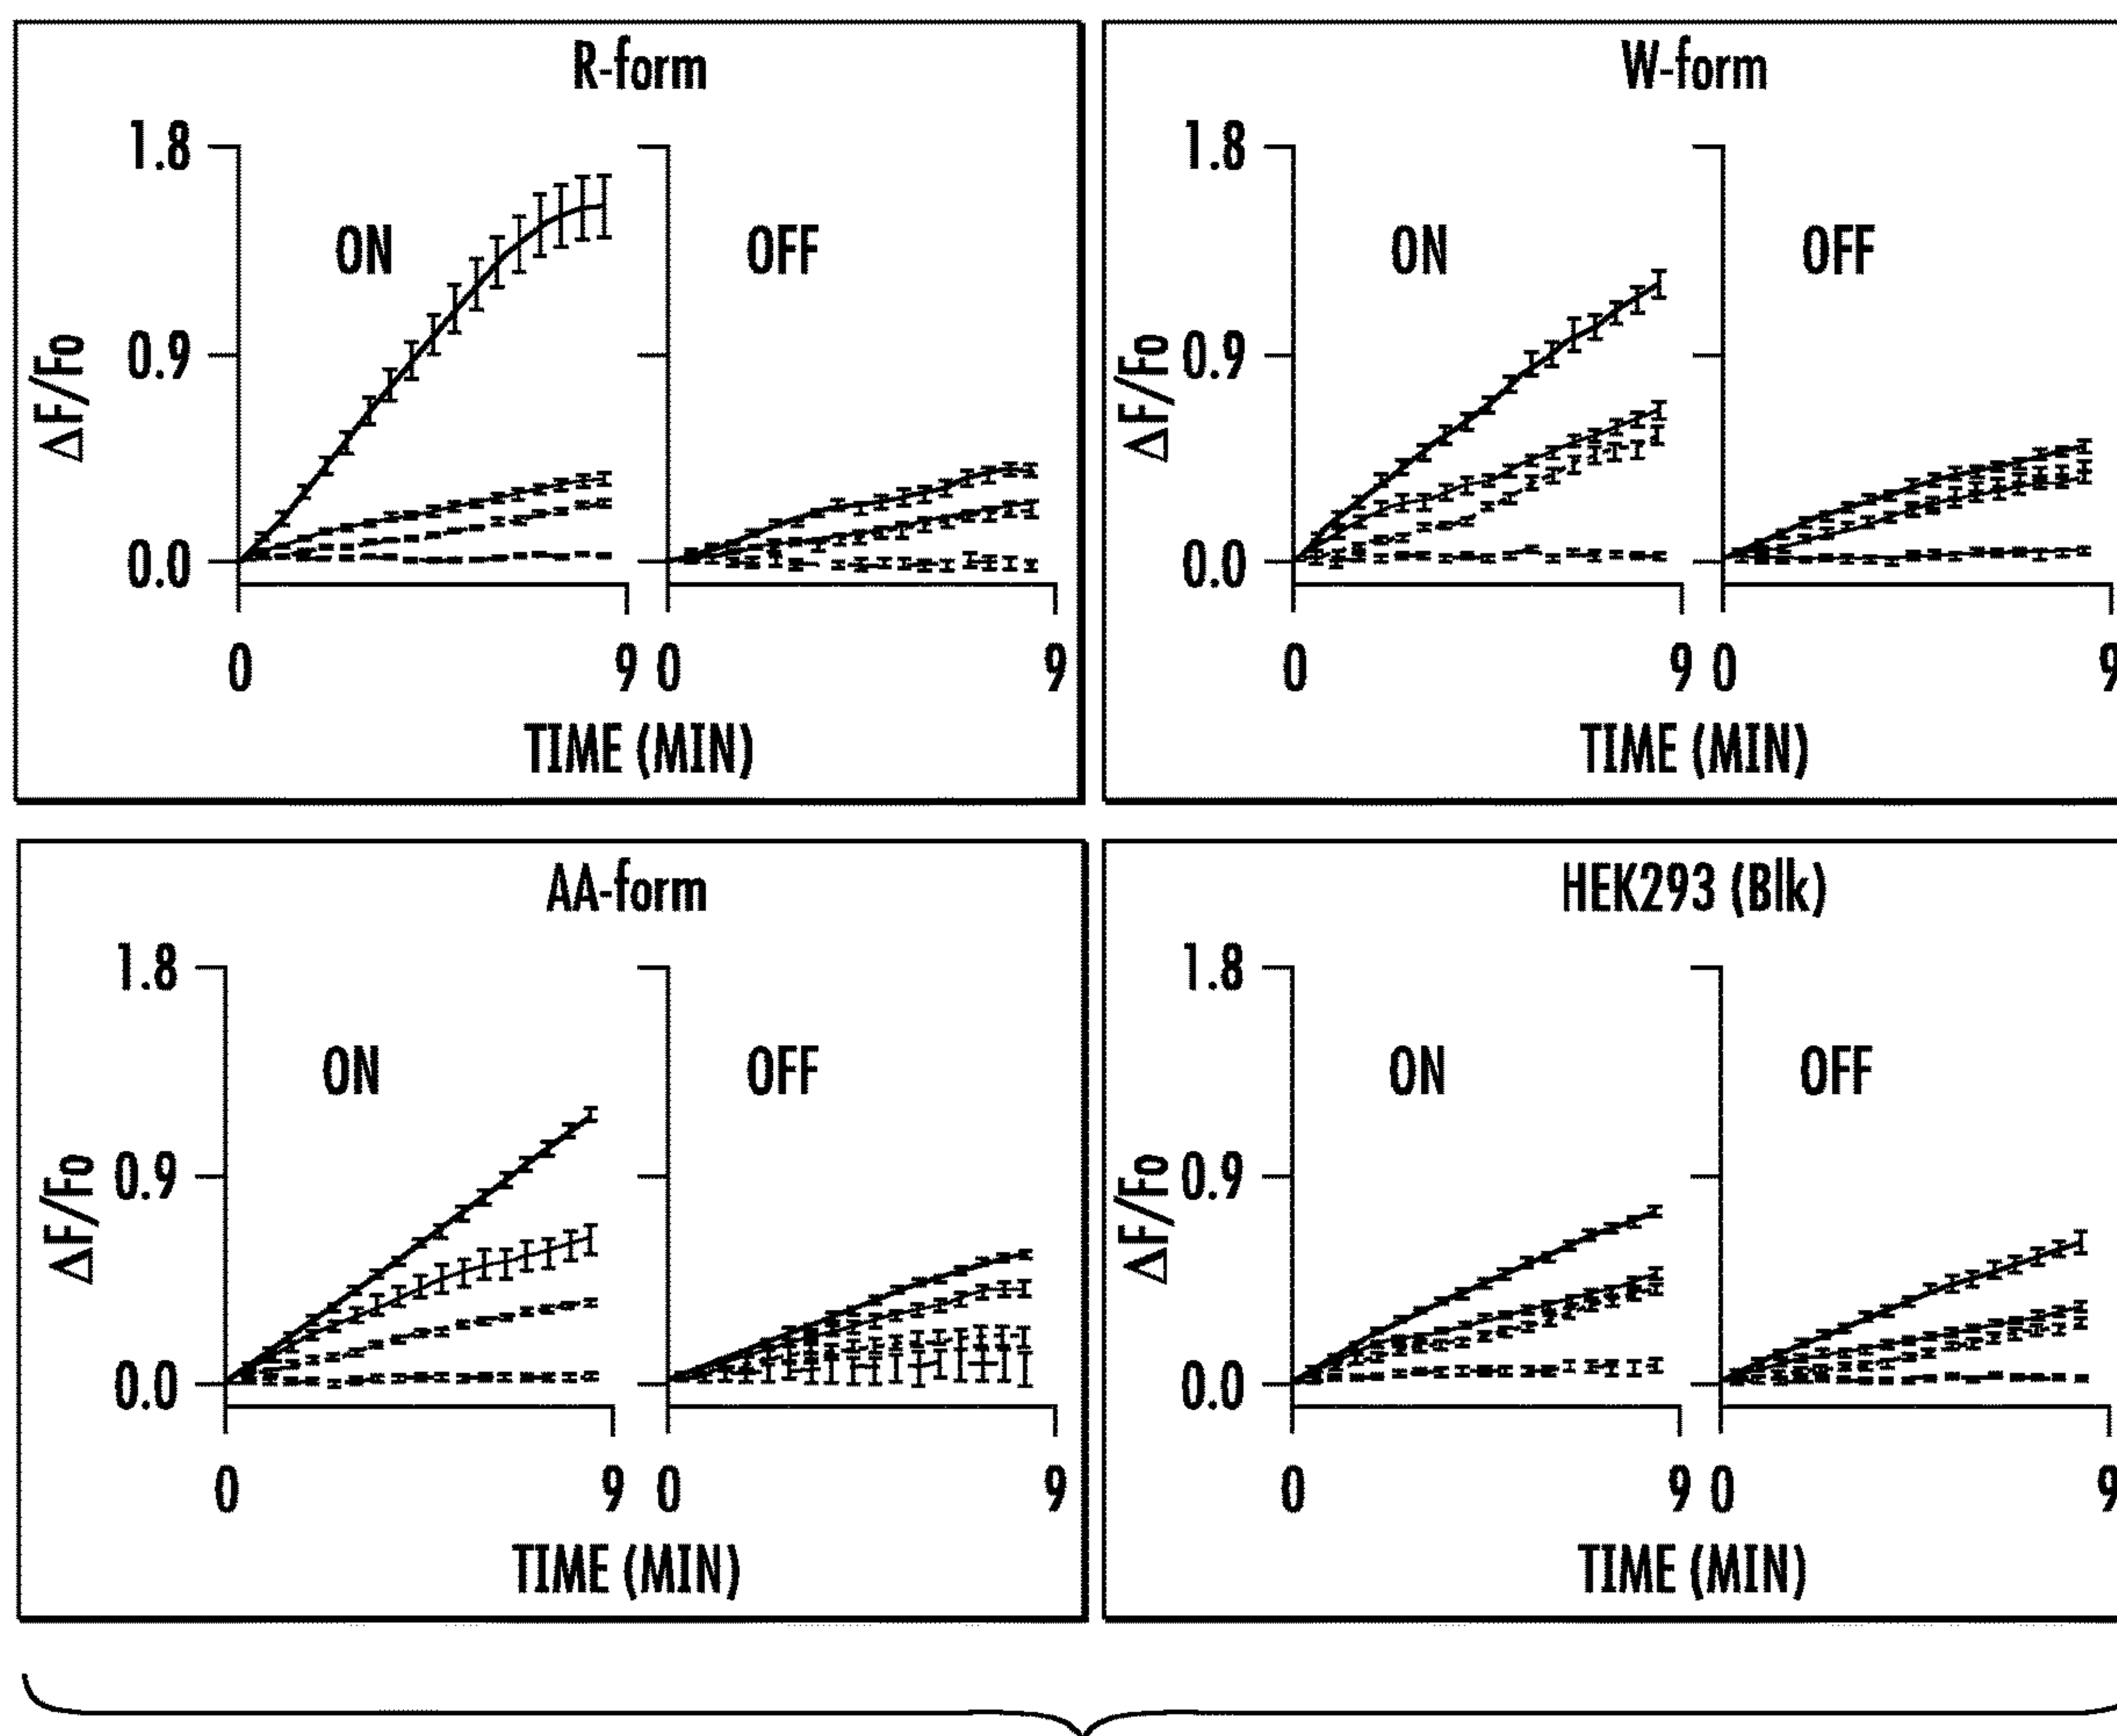 R-form
1.8
0.9
0.0
ΔF/Fo
ON
OFF
0
9
0
9
TIME (MIN)
W-form
1.8
0.9
0.0
ΔF/Fo
ON
OFF
0
9
0
9
TIME (MIN)
AA-form
1.8
0.9
0.0
ΔF/Fo
ON
OFF
0
9
0
9
TIME (MIN)
HEK293 (Blk)
1.8
0.9
0.0
ΔF/Fo
ON
OFF
0
9
0
9
TIME (MIN)